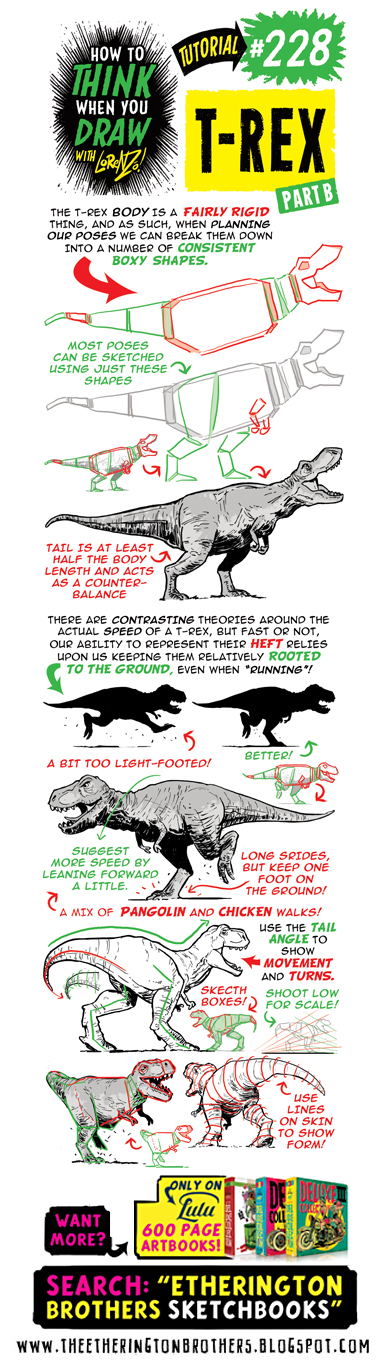 HOW TO
THINK
WHEN YOU
DRAW
WITH LORENZO!
TUTORIAL
#228
T-REX
PART B
THE T-REX BODY IS A FAIRLY RIGID
THING, AND AS SUCH, WHEN PLANNING
OUR POSES WE CAN BREAK THEM DOWN
INTO A NUMBER OF CONSISTENT
BOXY SHAPES.
MOST POSES
CAN BE SKETCHED
USING JUST THESE
SHAPES
TAIL IS AT LEAST
HALF THE BODY
LENGTH AND ACTS
AS A COUNTER-
BALANCE
THERE ARE CONTRASTING THEORIES AROUND THE
ACTUAL SPEED OF A T-REX, BUT FAST OR NOT,
OUR ABILITY TO REPRESENT THEIR HEFT RELIES
UPON US KEEPING THEM RELATIVELY ROOTED
TO THE GROUND, EVEN WHEN "RUNNING"!
A BIT TOO LIGHT-FOOTED!
BETTER!
SUGGEST
MORE SPEED BY
LEANING FORWARD
A LITTLE.
LONG SRIDES,
BUT KEEP ONE
FOOT ON
THE GROUND!
A MIX OF PANGOLIN AND CHICKEN WALKS!
USE THE TAIL
ANGLE TO
SHOW
MOVEMENT
AND TURNS.
SKECTH
BOXES!
SHOOT LOW
FOR SCALE!
USE
LINES
ON SKIN
TO SHOW
FORM!
WANT
MORE?
ONLY ON
Lulu
600 PAGE
ARTBOOKS!
DELUXE
III
SEARCH: "ETHERINGTON
BROTHERS SKETCHBOOKS"
WWW.THEETHERINGTONBROTHERS.BLOGSPOT.COM